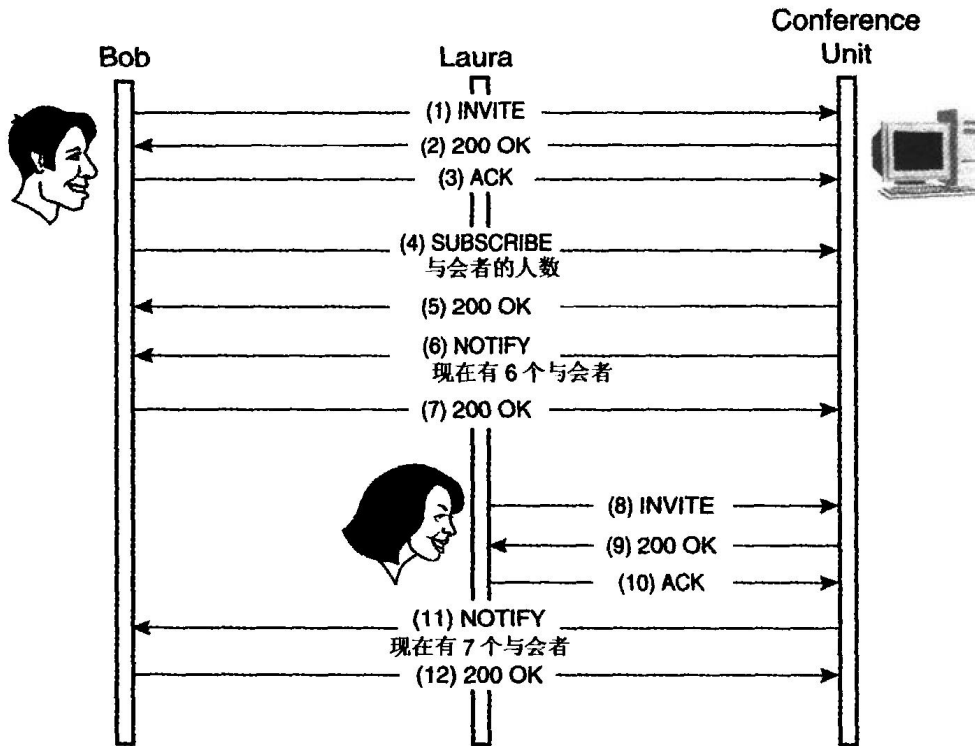 Conference
Unit
Bob
Laura
(1) INVITE
(2) 200 OK
(3) ACK
(4) SUBSCRIBE
与会者的人数
(5) 200 OK
(6) NOTIFY
现在有 6 个与会者
(7) 200 OK
(8) INVITE
(9) 200 OK
(10) ACK
(11) NOTIFY
现在有 7 个与会者
(12) 200 OK